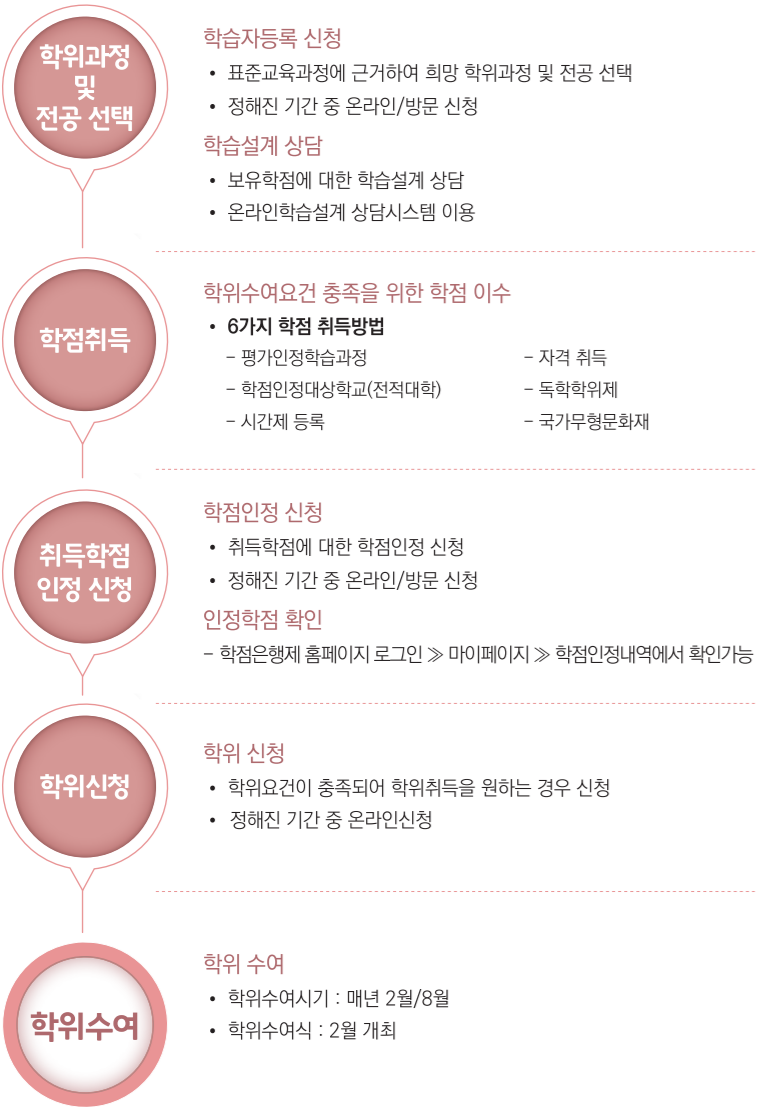 학위과정
및
전공 선택
학습자등록 신청
• 표준교육과정에 근거하여 희망 학위과정 및 전공 선택
• 정해진 기간 중 온라인/방문 신청
학습설계 상담
• 보유학점에 대한 학습설계 상담
• 온라인학습설계 상담시스템 이용
학점취득
학위수여요건 충족을 위한 학점 이수
• 6가지 학점 취득방법
– 평가인정학습과정 – 자격 취득
– 학점인정대상학교(전적대학) – 독학학위제
– 시간제 등록 – 국가무형문화재
취득학점
인정 신청
학점인정 신청
• 취득학점에 대한 학점인정 신청
• 정해진 기간 중 온라인/방문 신청
인정학점 확인
– 학점은행제 홈페이지 로그인 ≫ 마이페이지 ≫ 학점인정내역에서 확인가능
학위신청
학위 신청
• 학위요건이 충족되어 학위취득을 원하는 경우 신청
• 정해진 기간 중 온라인신청
학위수여
학위 수여
• 학위수여시기 : 매년 2월/8월
• 학위수여식 : 2월 개최